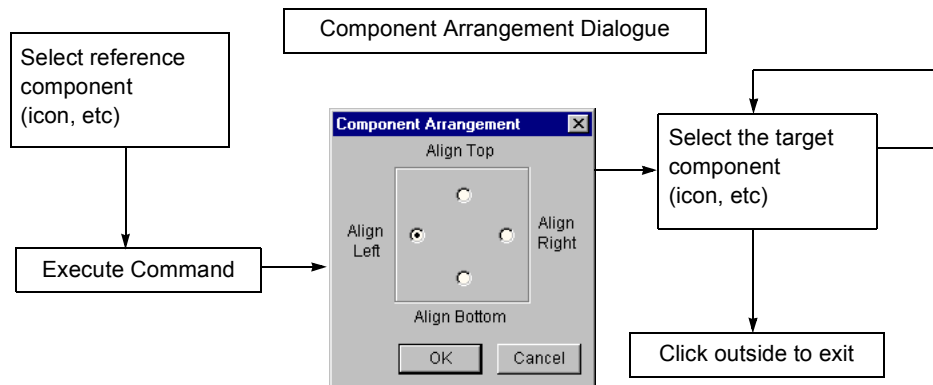 Component Arrangement Dialogue
Select reference
component
(icon, etc)
Execute Command
Component Arrangement
Align Top
Align
Left
Align
Right
Align Bottom
OK
Cancel
Select the target
component
(icon, etc)
Click outside to exit